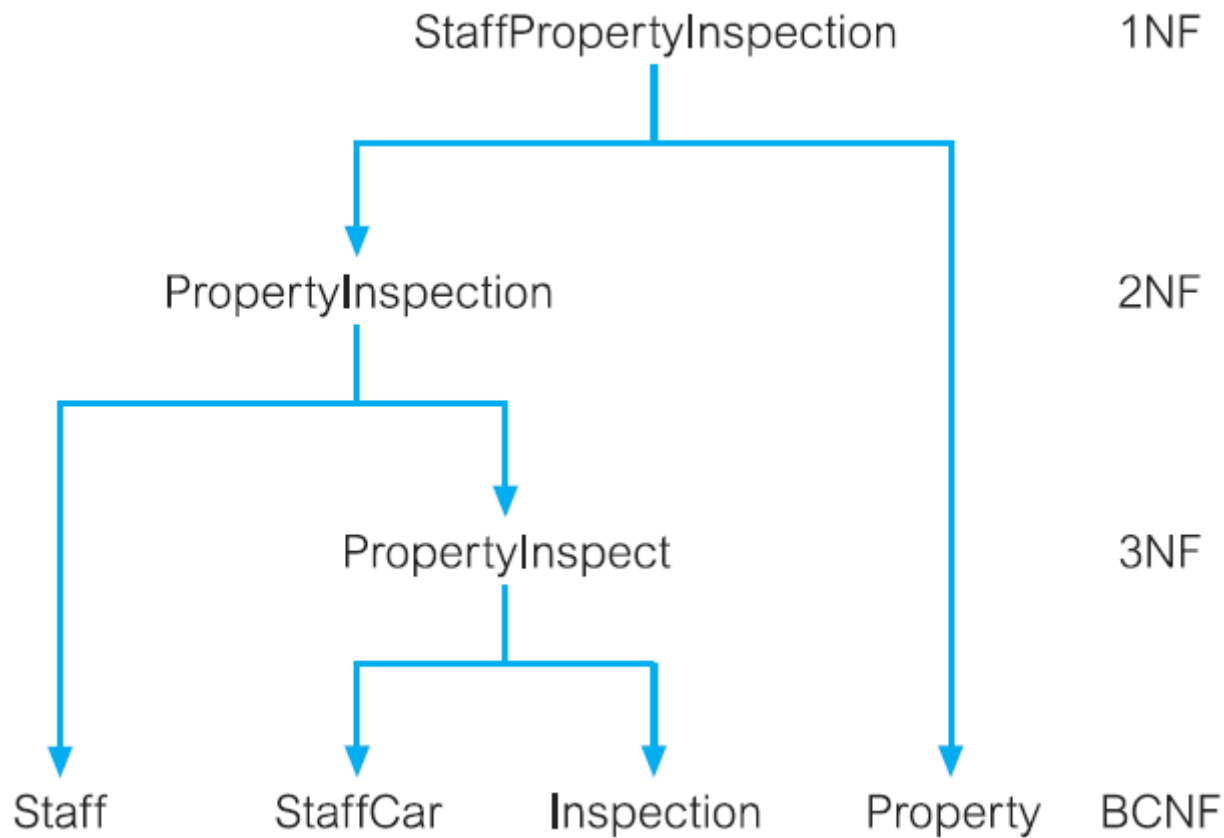 StaffPropertyInspection 1NF
PropertyInspection 2NF
PropertyInspect 3NF
Staff StaffCar Inspection Property BCNF